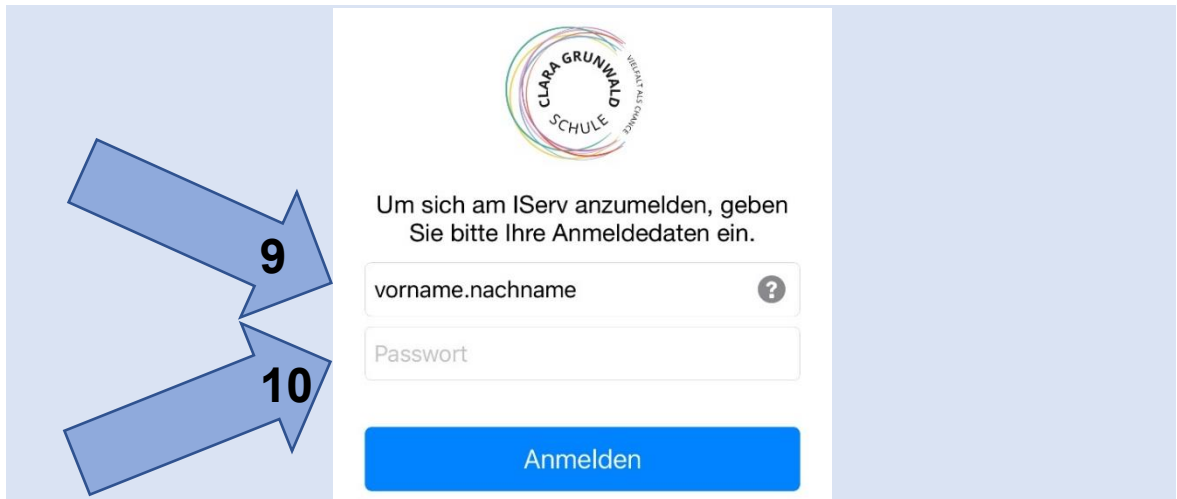 CLARA GRUNWALD
SCHULE
VIELFALT ALS CHANCE
Um sich am IServ anzumelden, geben
Sie bitte Ihre Anmeldedaten ein.
9
vorname.nachname
?
Passwort
10
Anmelden